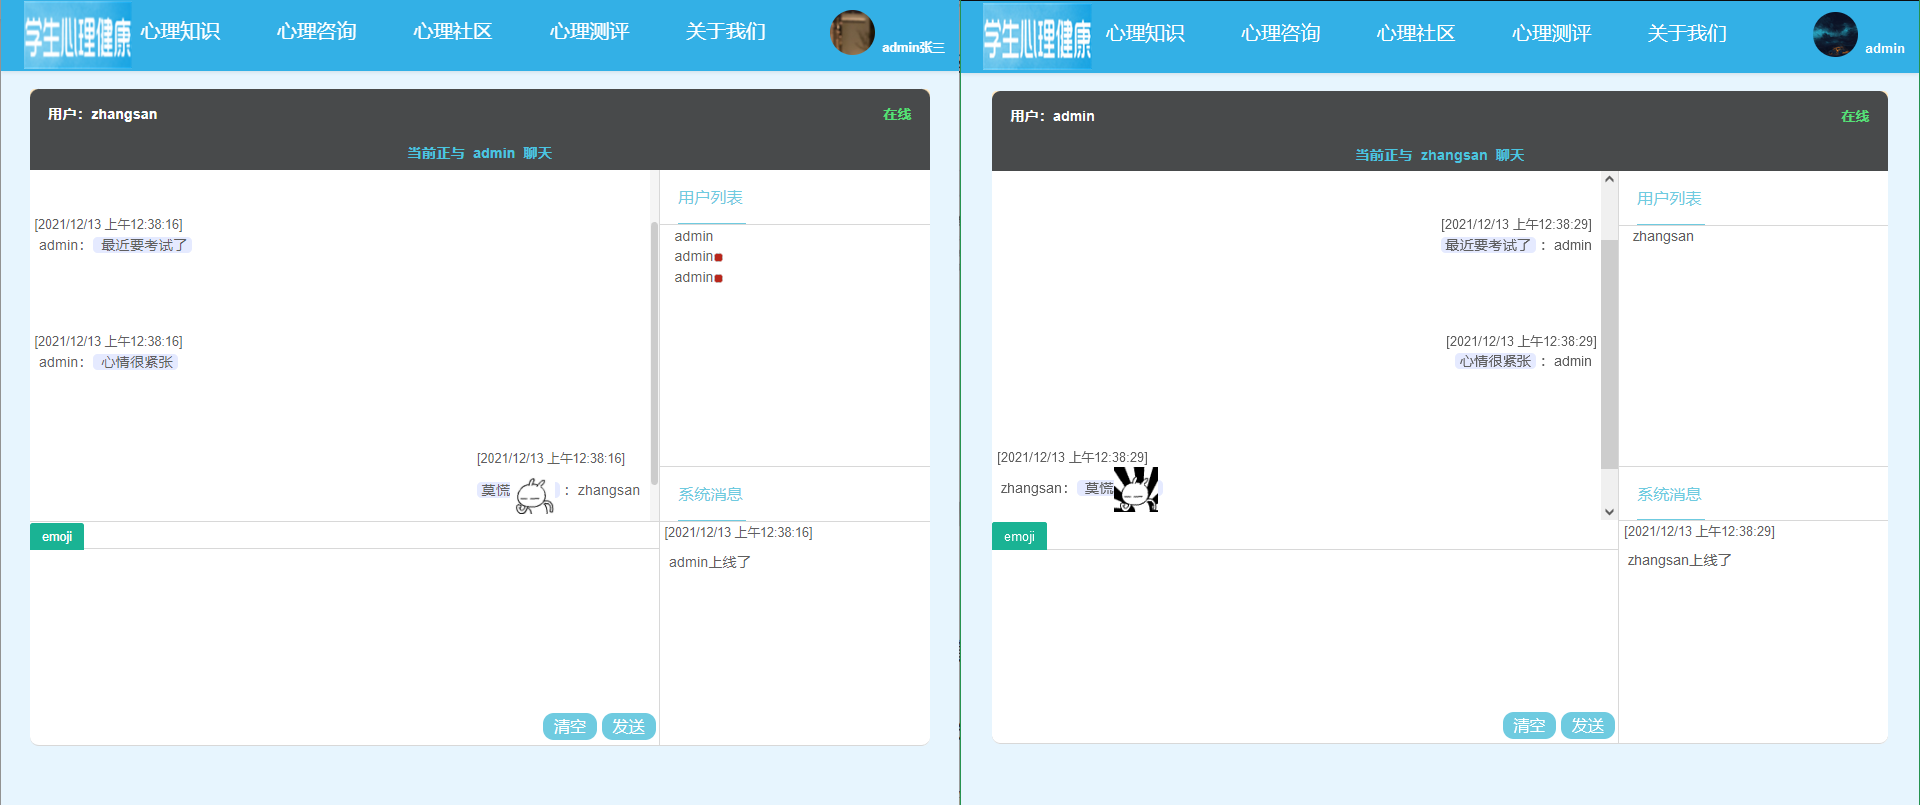 学生心理健康 心理知识 心理咨询 心理社区 心理测评 关于我们 admin张三
用户：zhangsan 在线
当前正与 admin 聊天
[2021/12/13 上午12:38:16]
admin： 最近要考试了
[2021/12/13 上午12:38:16]
admin： 心情很紧张
[2021/12/13 上午12:38:16]
莫慌 ：zhangsan
用户列表
admin
admin
admin
系统消息
[2021/12/13 上午12:38:16]
admin上线了
emoji
清空 发送
学生心理健康 心理知识 心理咨询 心理社区 心理测评 关于我们 admin
用户：admin 在线
当前正与 zhangsan 聊天
[2021/12/13 上午12:38:29]
最近要考试了 ：admin
[2021/12/13 上午12:38:29]
心情很紧张 ：admin
[2021/12/13 上午12:38:29]
zhangsan： 莫慌
用户列表
zhangsan
系统消息
[2021/12/13 上午12:38:29]
zhangsan上线了
emoji
清空 发送